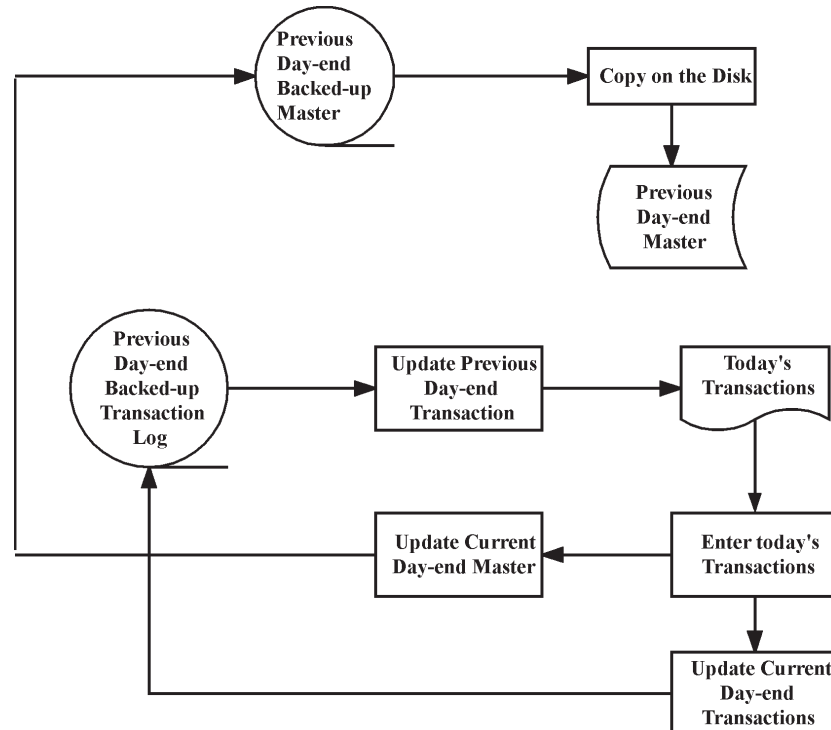 Previous
Day-end
Backed-up
Master
Copy on the Disk
Previous
Day-end
Master
Previous
Day-end
Backed-up
Transaction
Log
Update Previous
Day-end
Transaction
Today's
Transactions
Update Current
Day-end Master
Enter today's
Transactions
Update Current
Day-end
Transactions